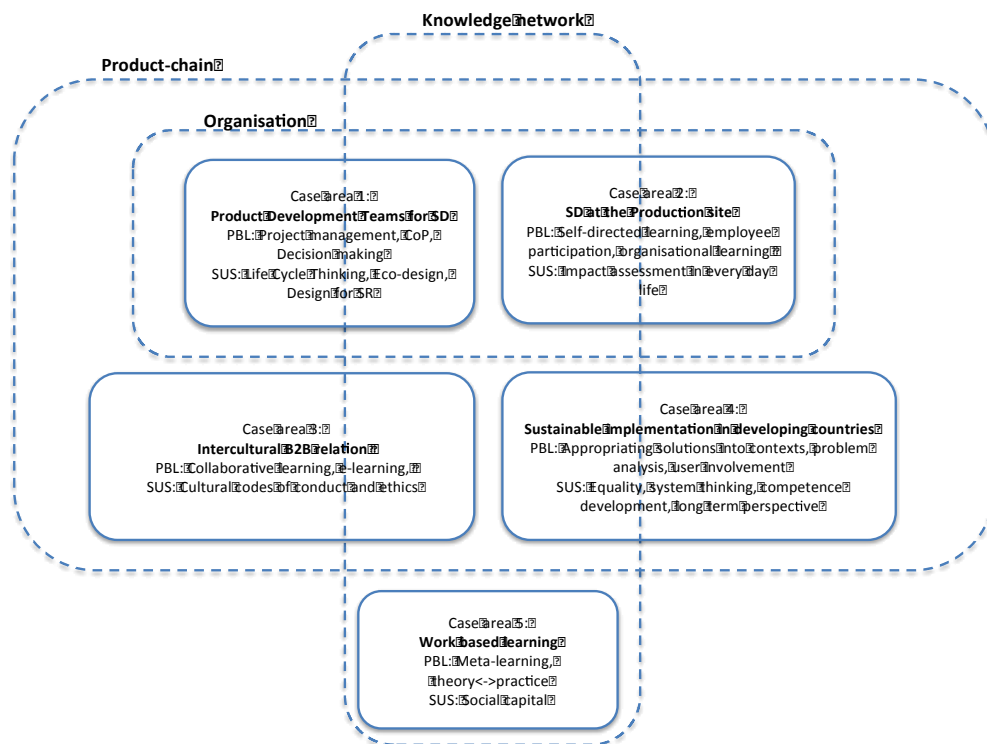 Knowledge network
Product-chain
Organisation
Case area 1:
Product Development Teams for SD
PBL: Project management, CoP,
Decision making
SUS: Life Cycle Thinking, Eco-design,
Design for SR
Case area 2:
SD at the Production site
PBL: Self-directed learning, employee
participation, organisational learning
SUS: Impact assessment in every day
life
Case area 3:
Intercultural B2B relation
PBL: Collaborative learning, e-learning,
SUS: Cultural codes of conduct and ethics
Case area 4:
Sustainable implementation in developing countries
PBL: Appropriating solutions into contexts, problem
analysis, user involvement
SUS: Equality, system thinking, competence
development, long term perspective
Case area 5:
Work based learning
PBL: Meta-learning,
theory<->practice
SUS: Social capital